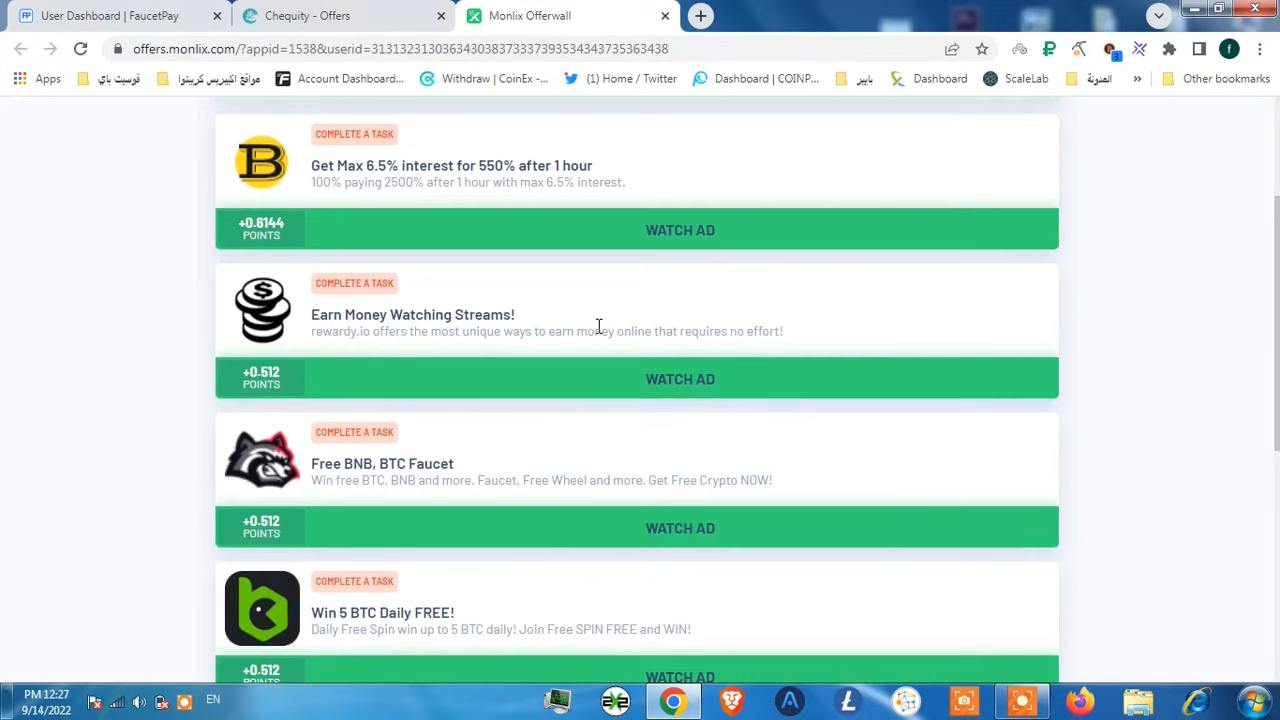 User Dashboard | FaucetPay
Chequity - Offers
Monlix Offerwall
offers.monlix.com/?appid=1538&
Apps
فوسيت باي
مواقع اكبيريس كريبتوا
Account Dashboard...
Withdraw | CoinEx -...
(1) Home / Twitter
Dashboard | COINP...
بايير
Dashboard
ScaleLab
المدونة
»
Other bookmarks
3
f
COMPLETE A TASK
Get Max 6.5% interest for 550% after 1 hour
100% paying 2500% after 1 hour with max 6.5% interest.
+0.6144
POINTS
WATCH AD
COMPLETE A TASK
Earn Money Watching Streams!
rewardy.io offers the most unique ways to earn money online that requires no effort!
+0.512
POINTS
WATCH AD
COMPLETE A TASK
Free BNB, BTC Faucet
Win free BTC, BNB and more. Faucet, Free Wheel and more. Get Free Crypto NOW!
+0.512
POINTS
WATCH AD
COMPLETE A TASK
Win 5 BTC Daily FREE!
Daily Free Spin win up to 5 BTC daily! Join Free SPIN FREE and WIN!
+0.512
WATCH AD
PM 12:27
9/14/2022
EN